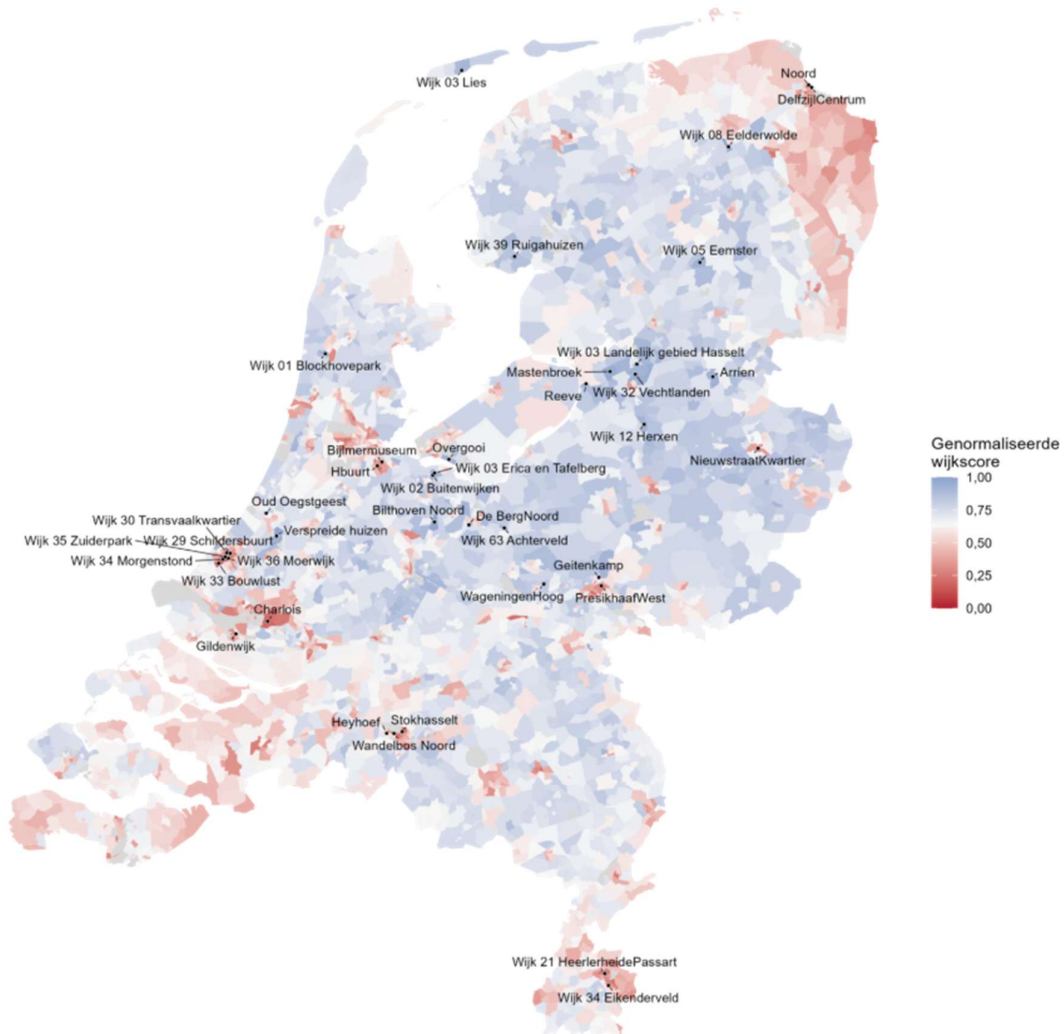 Wijk 03 Lies
Noord
DelfzijlCentrum
Wijk 08 Eelderwolde
Wijk 39 Ruigahuizen
Wijk 05 Eemster
Wijk 03 Landelijk gebied Hasselt
Wijk 01 Blockhovepark
Mastenbroek
Arrien
Reeve
Wijk 32 Vechtlanden
Wijk 12 Herxen
Genormaliseerde
wijkscore
1,00
0,75
0,50
0,25
0,00
Bijlmermuseum
Overgooi
NieuwstraatKwartier
Hbuurt
Wijk 03 Erica en Tafelberg
Wijk 02 Buitenwijken
Oud Oegstgeest
Bilthoven Noord
De BergNoord
Wijk 30 Transvaalkwartier
Verspreide huizen
Wijk 35 Zuiderpark
Wijk 29 Schildersbuurt
Wijk 63 Achterveld
Wijk 34 Morgenstond
Wijk 36 Moerwijk
Geitenkamp
Wijk 33 Bouwlust
WageningenHoog
PresikhaafWest
Charlois
Gildenwijk
Heyhoef
Stokhasselt
Wandelbos Noord
Wijk 21 HeerlerheidePassart
Wijk 34 Eikenderveld